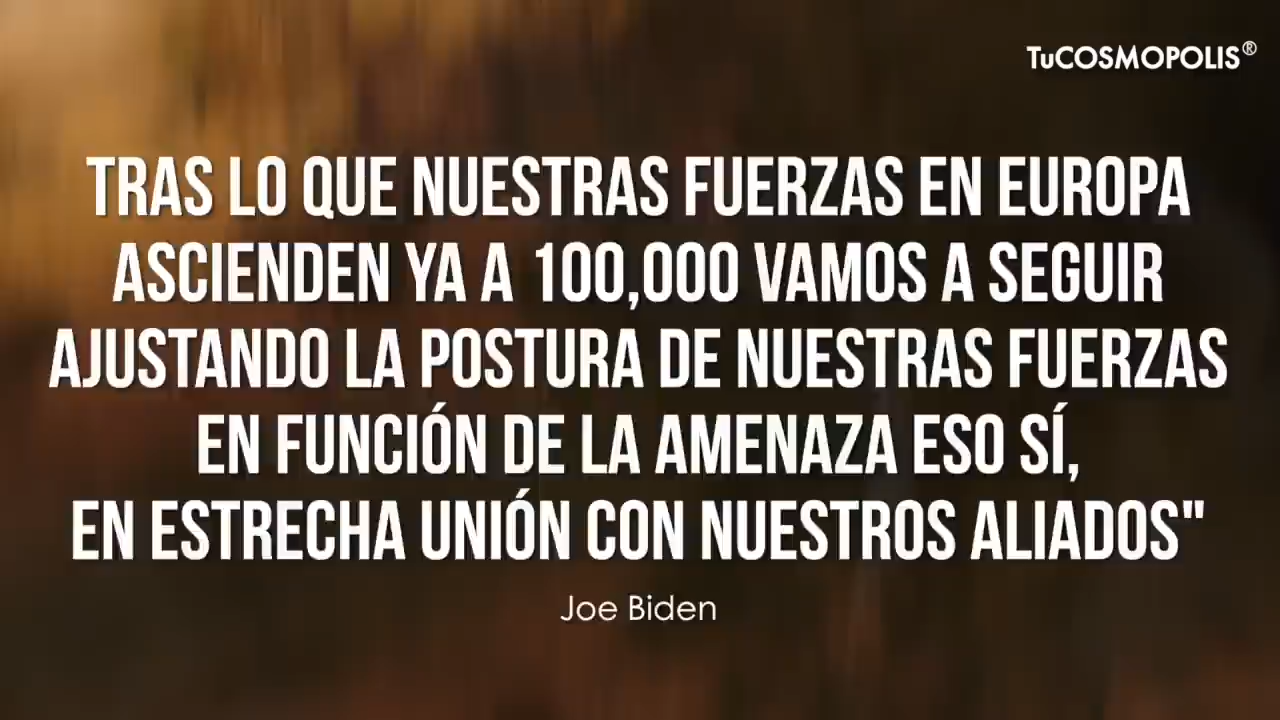 TuCOSMOPOLIS®
TRAS LO QUE NUESTRAS FUERZAS EN EUROPA
ASCIENDEN YA A 100,000 VAMOS A SEGUIR
AJUSTANDO LA POSTURA DE NUESTRAS FUERZAS
EN FUNCIÓN DE LA AMENAZA ESO SÍ,
EN ESTRECHA UNIÓN CON NUESTROS ALIADOS"
Joe Biden